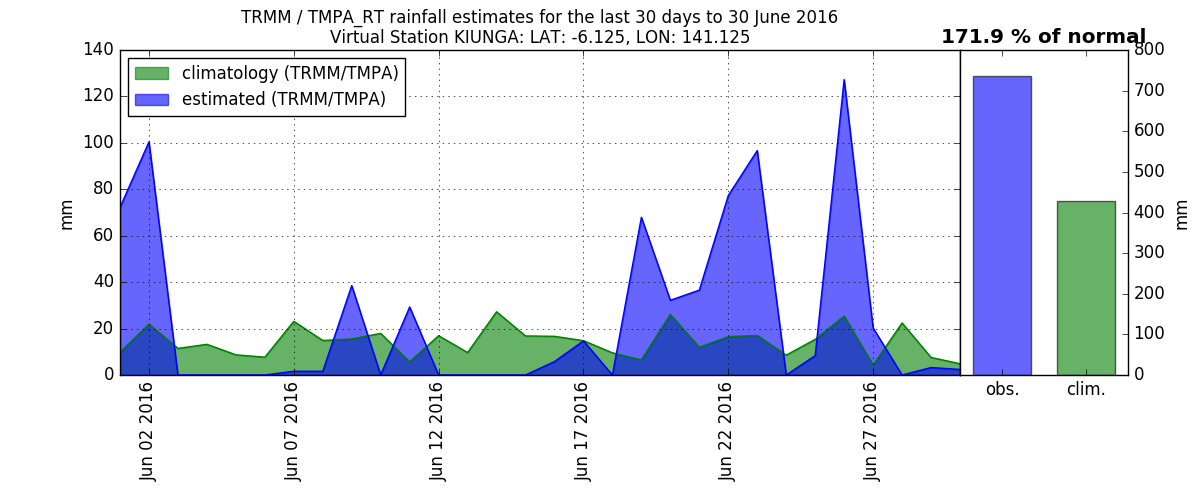 TRMM / TMPA_RT rainfall estimates for the last 30 days to 30 June 2016
Virtual Station KIUNGA: LAT: -6.125, LON: 141.125
171.9 % of normal
climatology (TRMM/TMPA)
estimated (TRMM/TMPA)
140
120
100
80
60
40
20
0
mm
Jun 02 2016
Jun 07 2016
Jun 12 2016
Jun 17 2016
Jun 22 2016
Jun 27 2016
obs.
clim.
800
700
600
500
400
300
200
100
0
mm